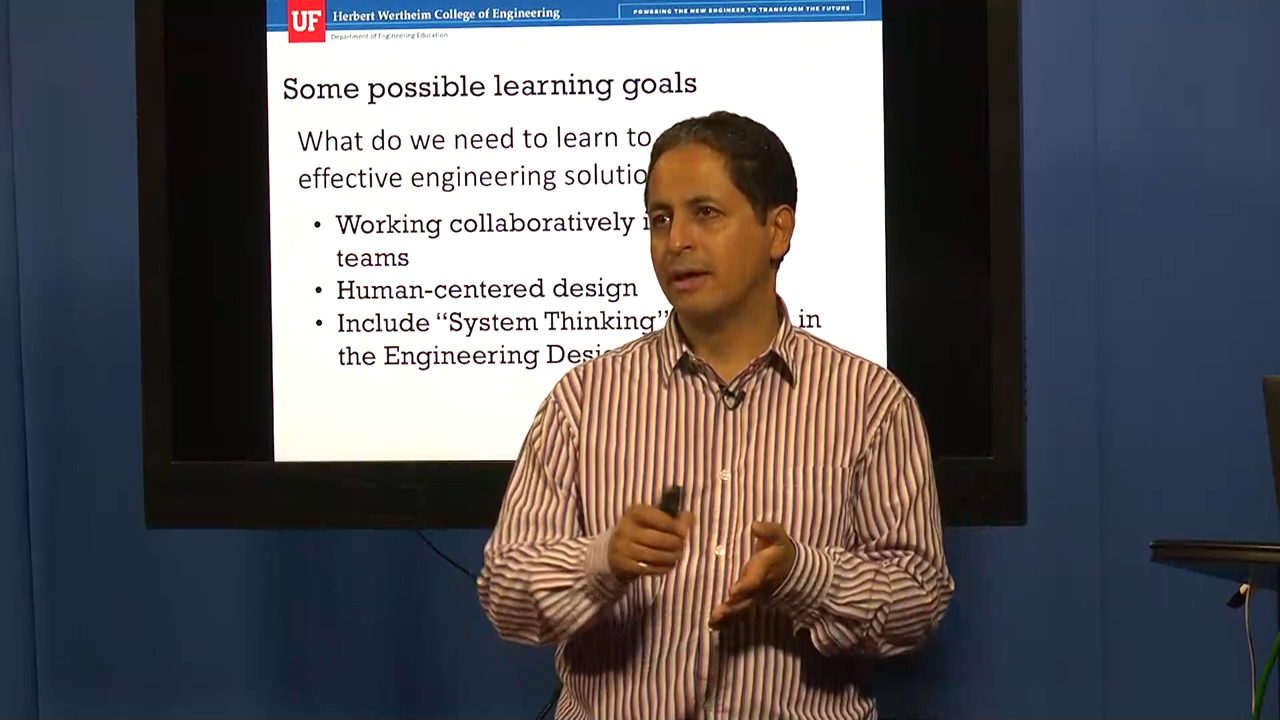 UF
Herbert Wertheim College of Engineering
POWERING THE NEW ENGINEER TO TRANSFORM THE FUTURE
Department of Engineering Education
Some possible learning goals
What do we need to learn to
effective engineering
• Working collaboratively
teams
• Human-centered design
• Include “System Thinking” in
the Engineering